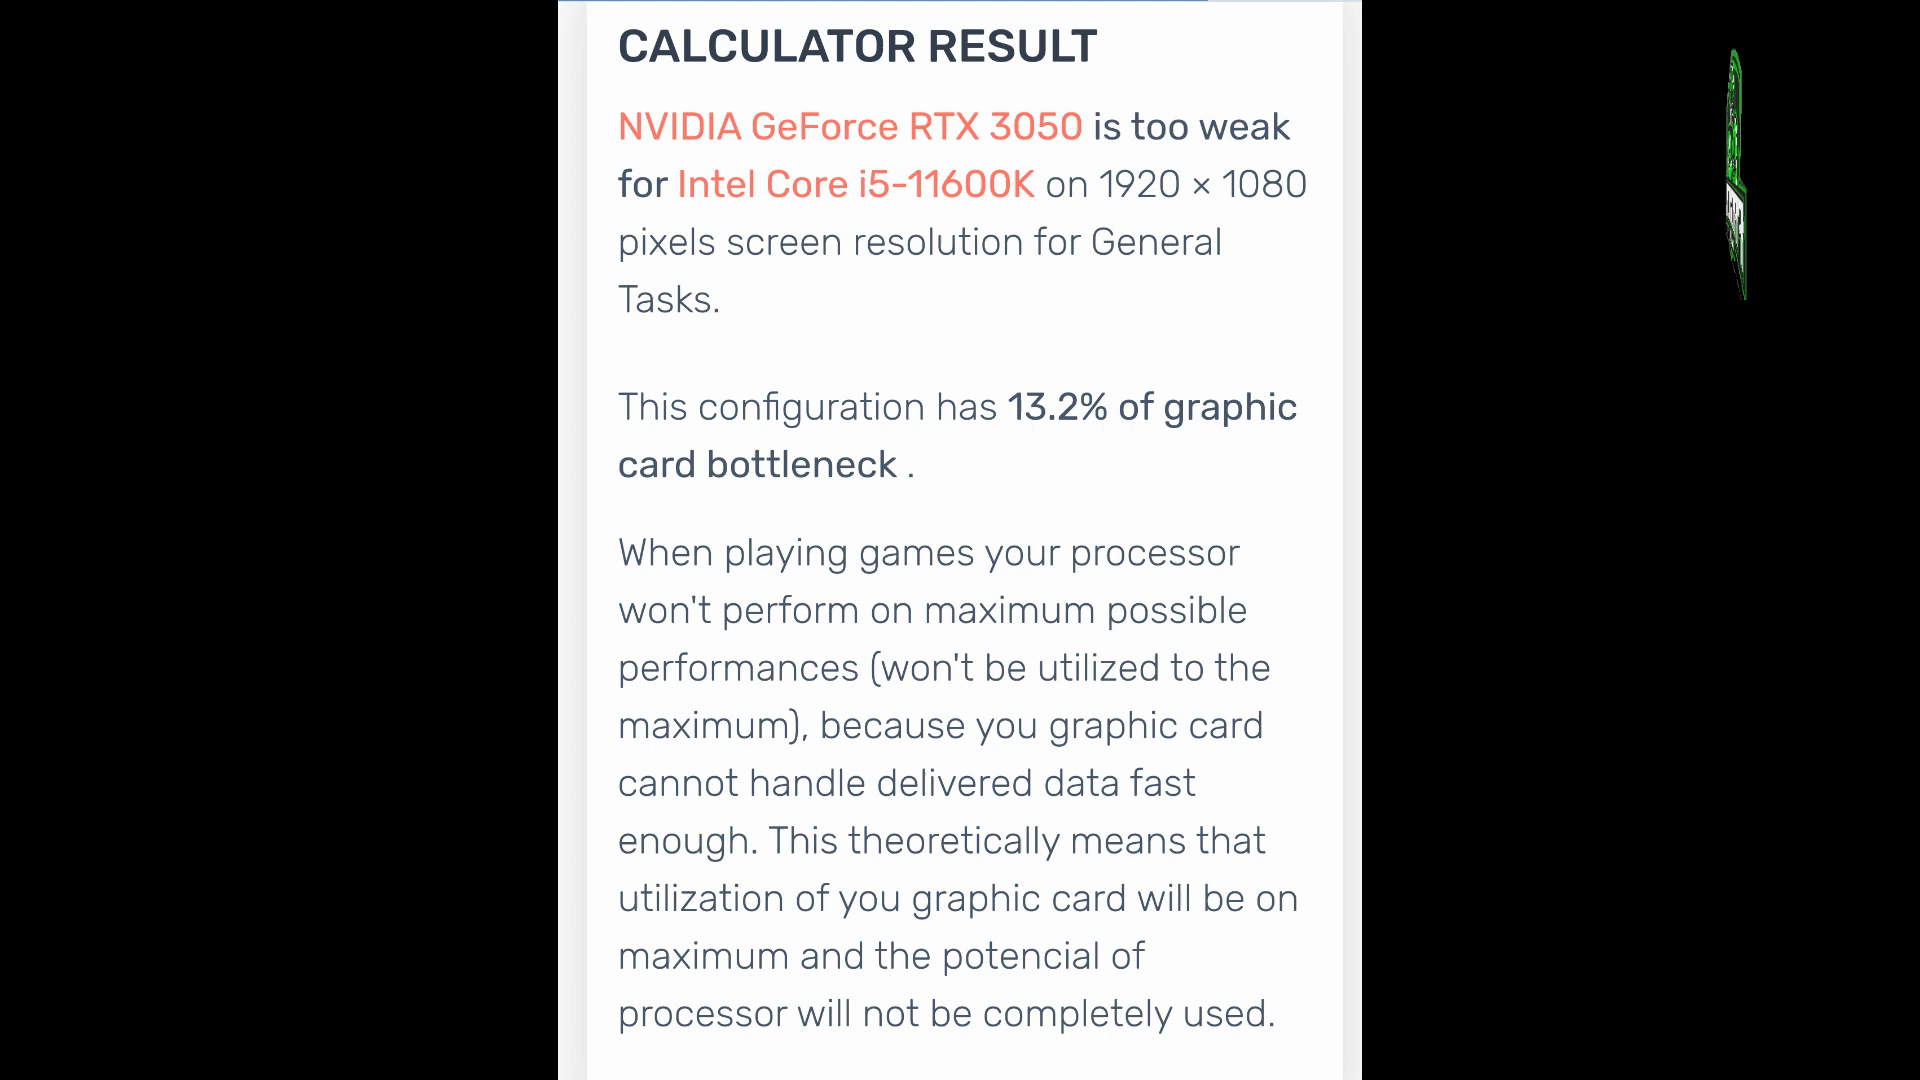 CALCULATOR RESULT
NVIDIA GeForce RTX 3050 is too weak
for Intel Core i5-11600K on 1920 × 1080
pixels screen resolution for General
Tasks.
This configuration has 13.2% of graphic
card bottleneck .
When playing games your processor
won't perform on maximum possible
performances (won't be utilized to the
maximum), because you graphic card
cannot handle delivered data fast
enough. This theoretically means that
utilization of you graphic card will be on
maximum and the potencial of
processor will not be completely used.